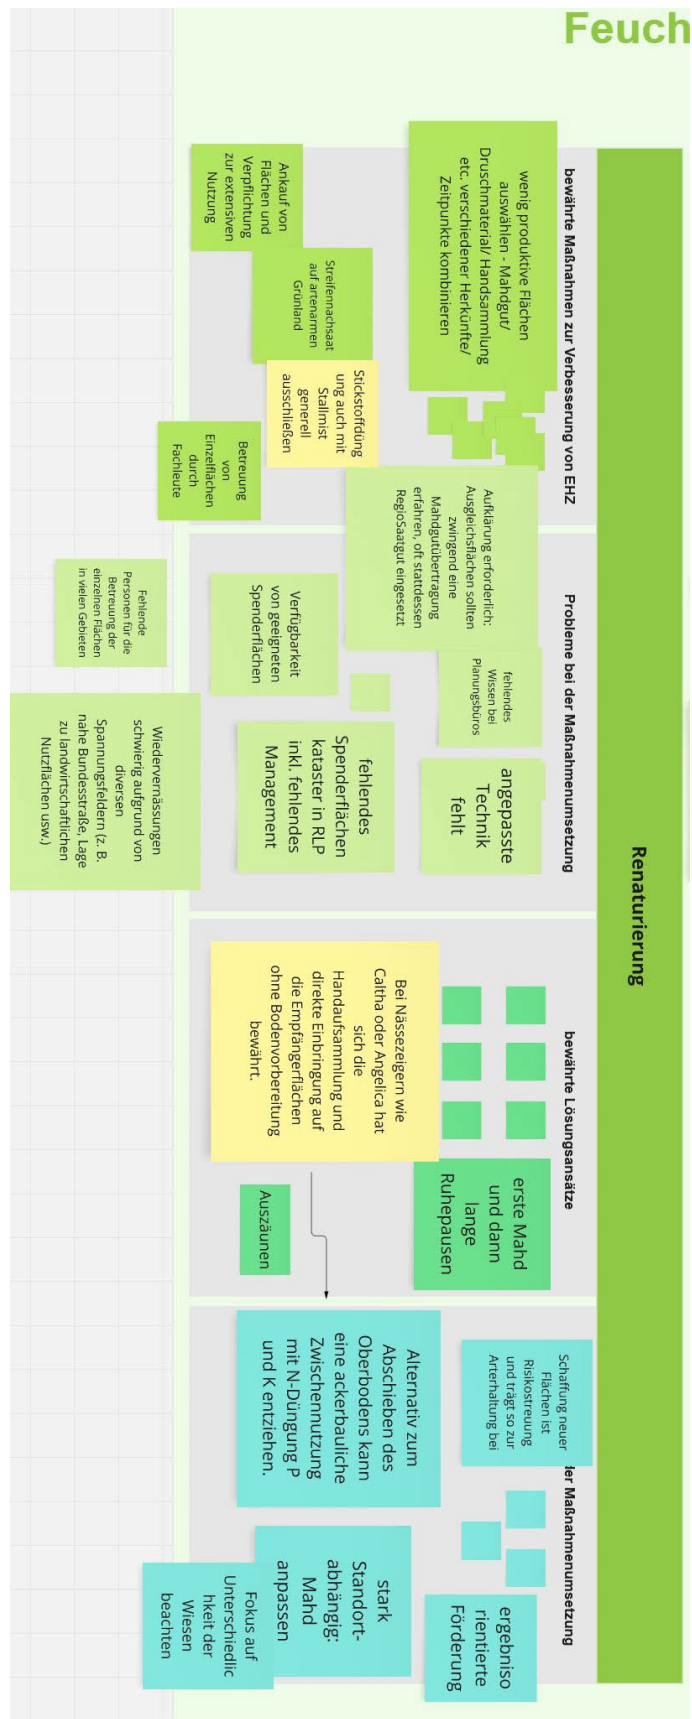 Feuch
Renaturierung
bewährte Maßnahmen zur Verbesserung von EHZ
wenig produktive Flächen
auswählen - Mahdgut/
Druschmaterial/ Handsammlung
etc. verschiedener Herkünfte/
Zeitpunkte kombinieren
Streifennachsaat
auf artenarmen
Grünland
Ankauf von
Flächen und
Verpflichtung
zur extensiven
Nutzung
Stickstoffdüng
ung auch mit
Stallmist
generell
ausschließen
Betreuung
von
Einzelflächen
durch
Fachleute
Probleme bei der Maßnahmenumsetzung
Aufklärung erforderlich:
Ausgleichsflächen sollten
zwingend eine
Mahdgutübertragung
erfahren, oft stattdessen
RegioSaatgut eingesetzt
fehlendes
Wissen bei
Planungsbüros
angepasste
Technik
fehlt
Verfügbarkeit
von geeigneten
Spenderflächen
fehlendes
Spenderflächen
kataster in RLP
inkl. fehlendes
Management
Fehlende
Personen für die
Betreuung der
einzelnen Flächen
in vielen Gebieten
Wiedervernässungen
schwierig aufgrund von
diversen
Spannungsfeldern (z. B.
nahe Bundesstraße, Lage
zu landwirtschaftlichen
Nutzflächen usw.)
bewährte Lösungsansätze
Bei Nässezeigern wie
Caltha oder Angelica hat
sich die
Handaufsammlung und
direkte Einbringung auf
die Empfängerflächen
ohne Bodenvorbereitung
bewährt.
erste Mahd
und dann
lange
Ruhepausen
Auszäunen
der Maßnahmenumsetzung
Schaffung neuer
Flächen ist
Risikostreuung
und trägt so zur
Arterhaltung bei
Alternativ zum
Abschieben des
Oberbodens kann
eine ackerbauliche
Zwischennutzung
mit N-Düngung P
und K entziehen.
ergebniso
rientierte
Förderung
stark
Standort-
abhängig:
Mahd
anpassen
Fokus auf
Unterschiedlic
hkeit der
Wiesen
beachten